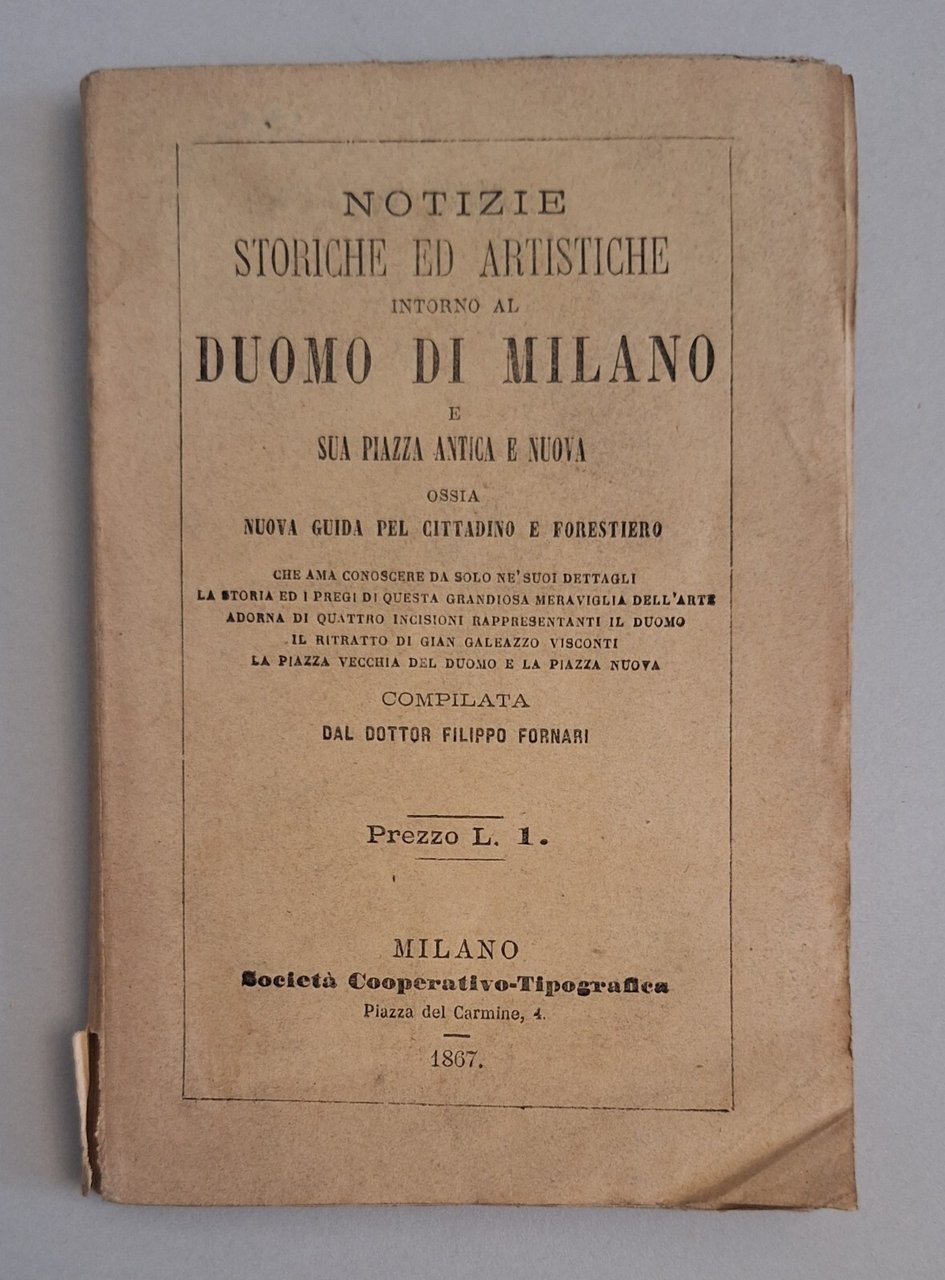 NOTIZIE
STORICHE ED ARTISTICHE
INTORNO AL
DUOMO DI MILANO
E
SUA PIAZZA ANTICA E NUOVA
OSSIA
NUOVA GUIDA PEL CITTADINO E FORESTIERO
CHE AMA CONOSCERE DA SOLO NE' SUOI DETTAGLI
LA STORIA ED I PREGI DI QUESTA GRANDIOSA MERAVIGLIA DELL'ARTE
ADORNA DI QUATTRO INCISIONI RAPPRESENTANTI IL DUOMO
IL RITRATTO DI GIAN GALEAZZO VISCONTI
LA PIAZZA VECCHIA DEL DUOMO E LA PIAZZA NUOVA
COMPILATA
DAL DOTTOR FILIPPO FORNARI
Prezzo L. 1.
MILANO
Società Cooperativo-Tipografica
Piazza del Carmine, 4.
1867.